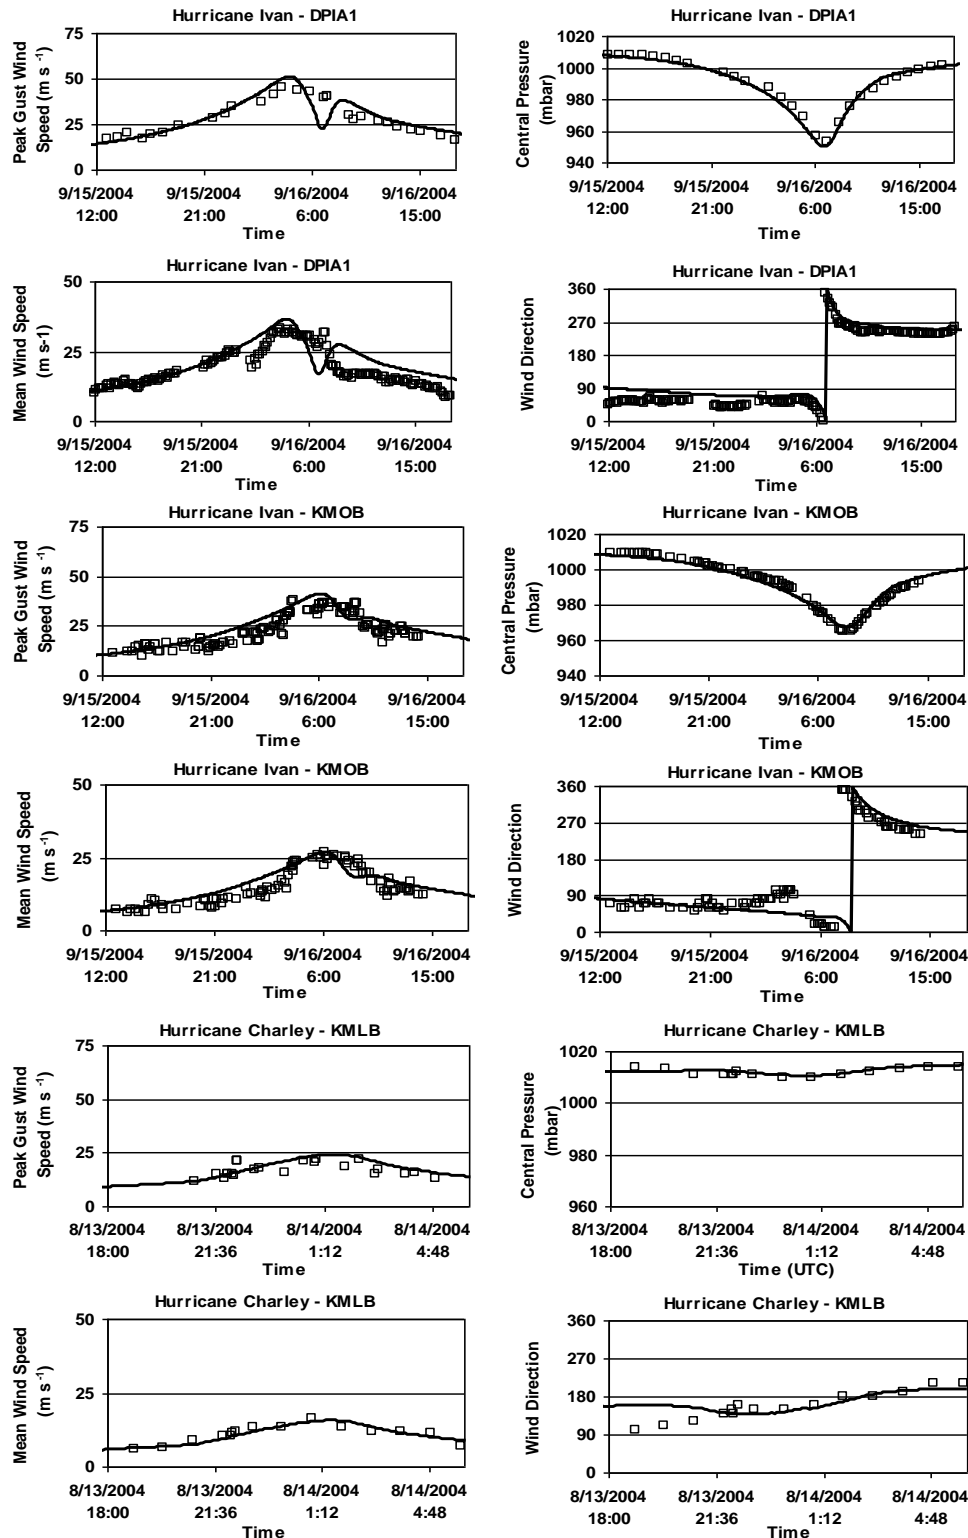 Hurricane Ivan - DPIA1
Peak Gust Wind
Speed (m s -1)
75
50
25
0
9/15/2004 9/15/2004 9/16/2004 9/16/2004
12:00 21:00 6:00 15:00
Time
Hurricane Ivan - DPIA1
Central Pressure
(mbar)
1020
1000
980
960
940
9/15/2004 9/15/2004 9/16/2004 9/16/2004
12:00 21:00 6:00 15:00
Time
Hurricane Ivan - DPIA1
Mean Wind Speed
(m s-1)
50
25
0
9/15/2004 9/15/2004 9/16/2004 9/16/2004
12:00 21:00 6:00 15:00
Time
Hurricane Ivan - DPIA1
Wind Direction
360
270
180
90
0
9/15/2004 9/15/2004 9/16/2004 9/16/2004
12:00 21:00 6:00 15:00
Time
Hurricane Ivan - KMOB
Peak Gust Wind
Speed (m s -1)
75
50
25
0
9/15/2004 9/15/2004 9/16/2004 9/16/2004
12:00 21:00 6:00 15:00
Time
Hurricane Ivan - KMOB
Central Pressure
(mbar)
1020
1000
980
960
940
9/15/2004 9/15/2004 9/16/2004 9/16/2004
12:00 21:00 6:00 15:00
Time
Hurricane Ivan - KMOB
Mean Wind Speed
(m s -1)
50
25
0
9/15/2004 9/15/2004 9/16/2004 9/16/2004
12:00 21:00 6:00 15:00
Time
Hurricane Ivan - KMOB
Wind Direction
360
270
180
90
0
9/15/2004 9/15/2004 9/16/2004 9/16/2004
12:00 21:00 6:00 15:00
Time
Hurricane Charley - KMLB
Peak Gust Wind
Speed (m s -1)
75
50
25
0
8/13/2004 8/13/2004 8/14/2004 8/14/2004
18:00 21:36 1:12 4:48
Time
Hurricane Charley - KMLB
Central Pressure
(mbar)
1020
1000
980
960
8/13/2004 8/13/2004 8/14/2004 8/14/2004
18:00 21:36 1:12 4:48
Time (UTC)
Hurricane Charley - KMLB
Mean Wind Speed
(m s -1)
50
25
0
8/13/2004 8/13/2004 8/14/2004 8/14/2004
18:00 21:36 1:12 4:48
Time
Hurricane Charley - KMLB
Wind Direction
360
270
180
90
0
8/13/2004 8/13/2004 8/14/2004 8/14/2004
18:00 21:36 1:12 4:48
Time